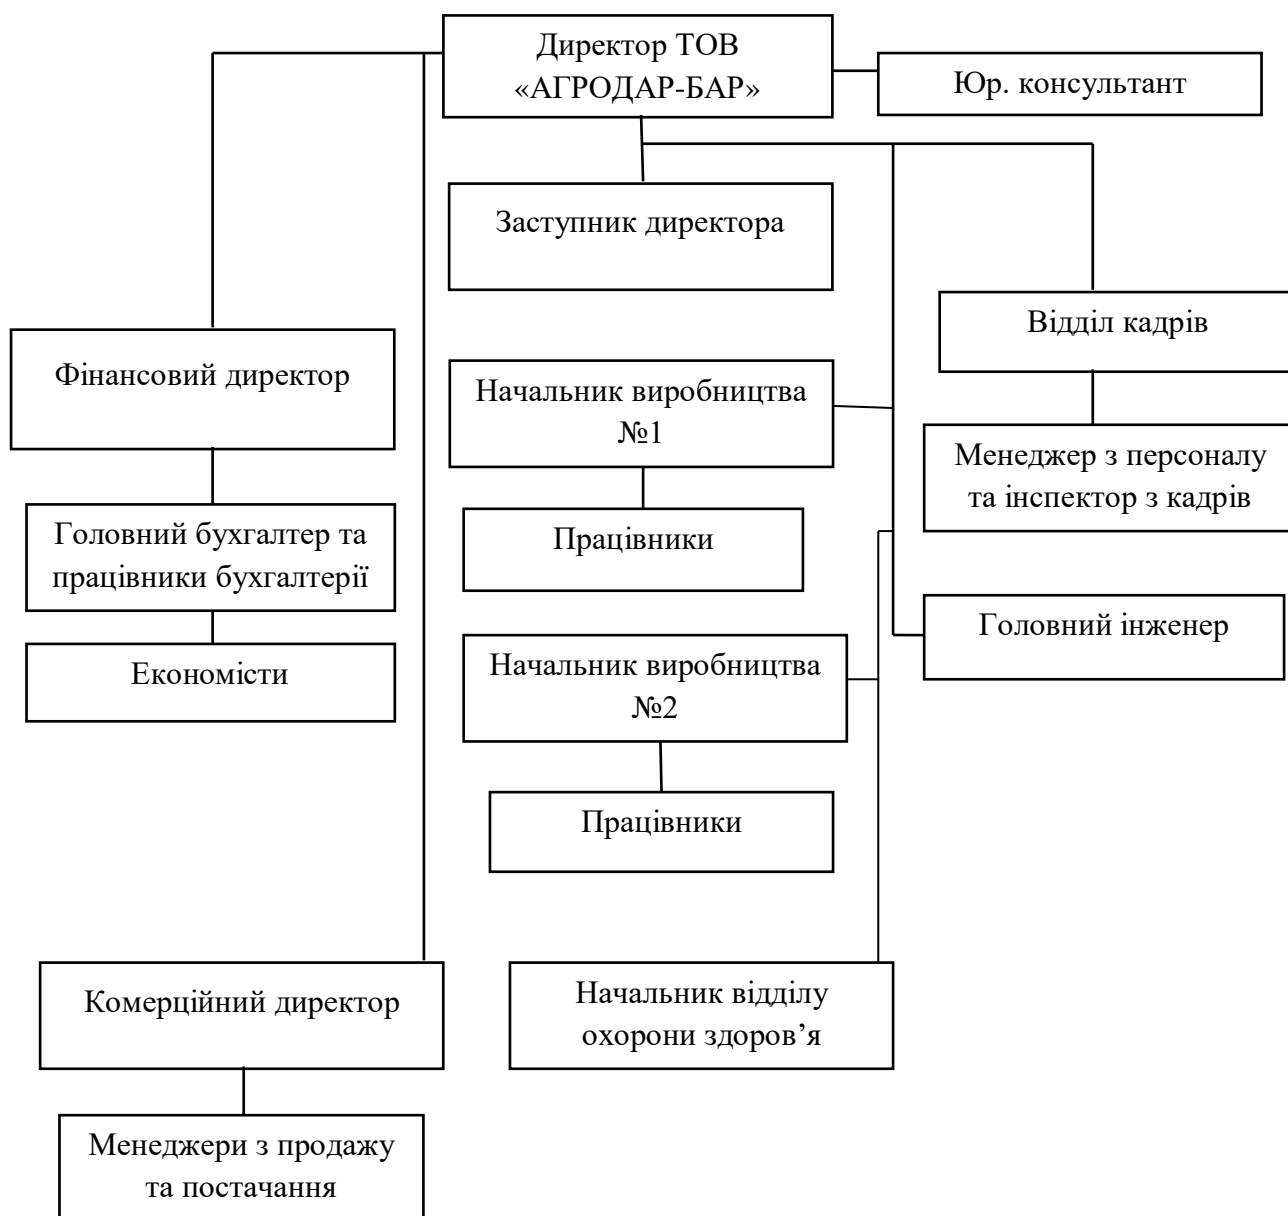 Директор ТОВ
«АГРОДАР-БАР»
Юр. консультант
Заступник директора
Відділ кадрів
Фінансовий директор
Начальник виробництва
№1
Менеджер з персоналу
та інспектор з кадрів
Головний бухгалтер та
працівники бухгалтерії
Працівники
Головний інженер
Економісти
Начальник виробництва
№2
Працівники
Комерційний директор
Начальник відділу
охорони здоров’я
Менеджери з продажу
та постачання